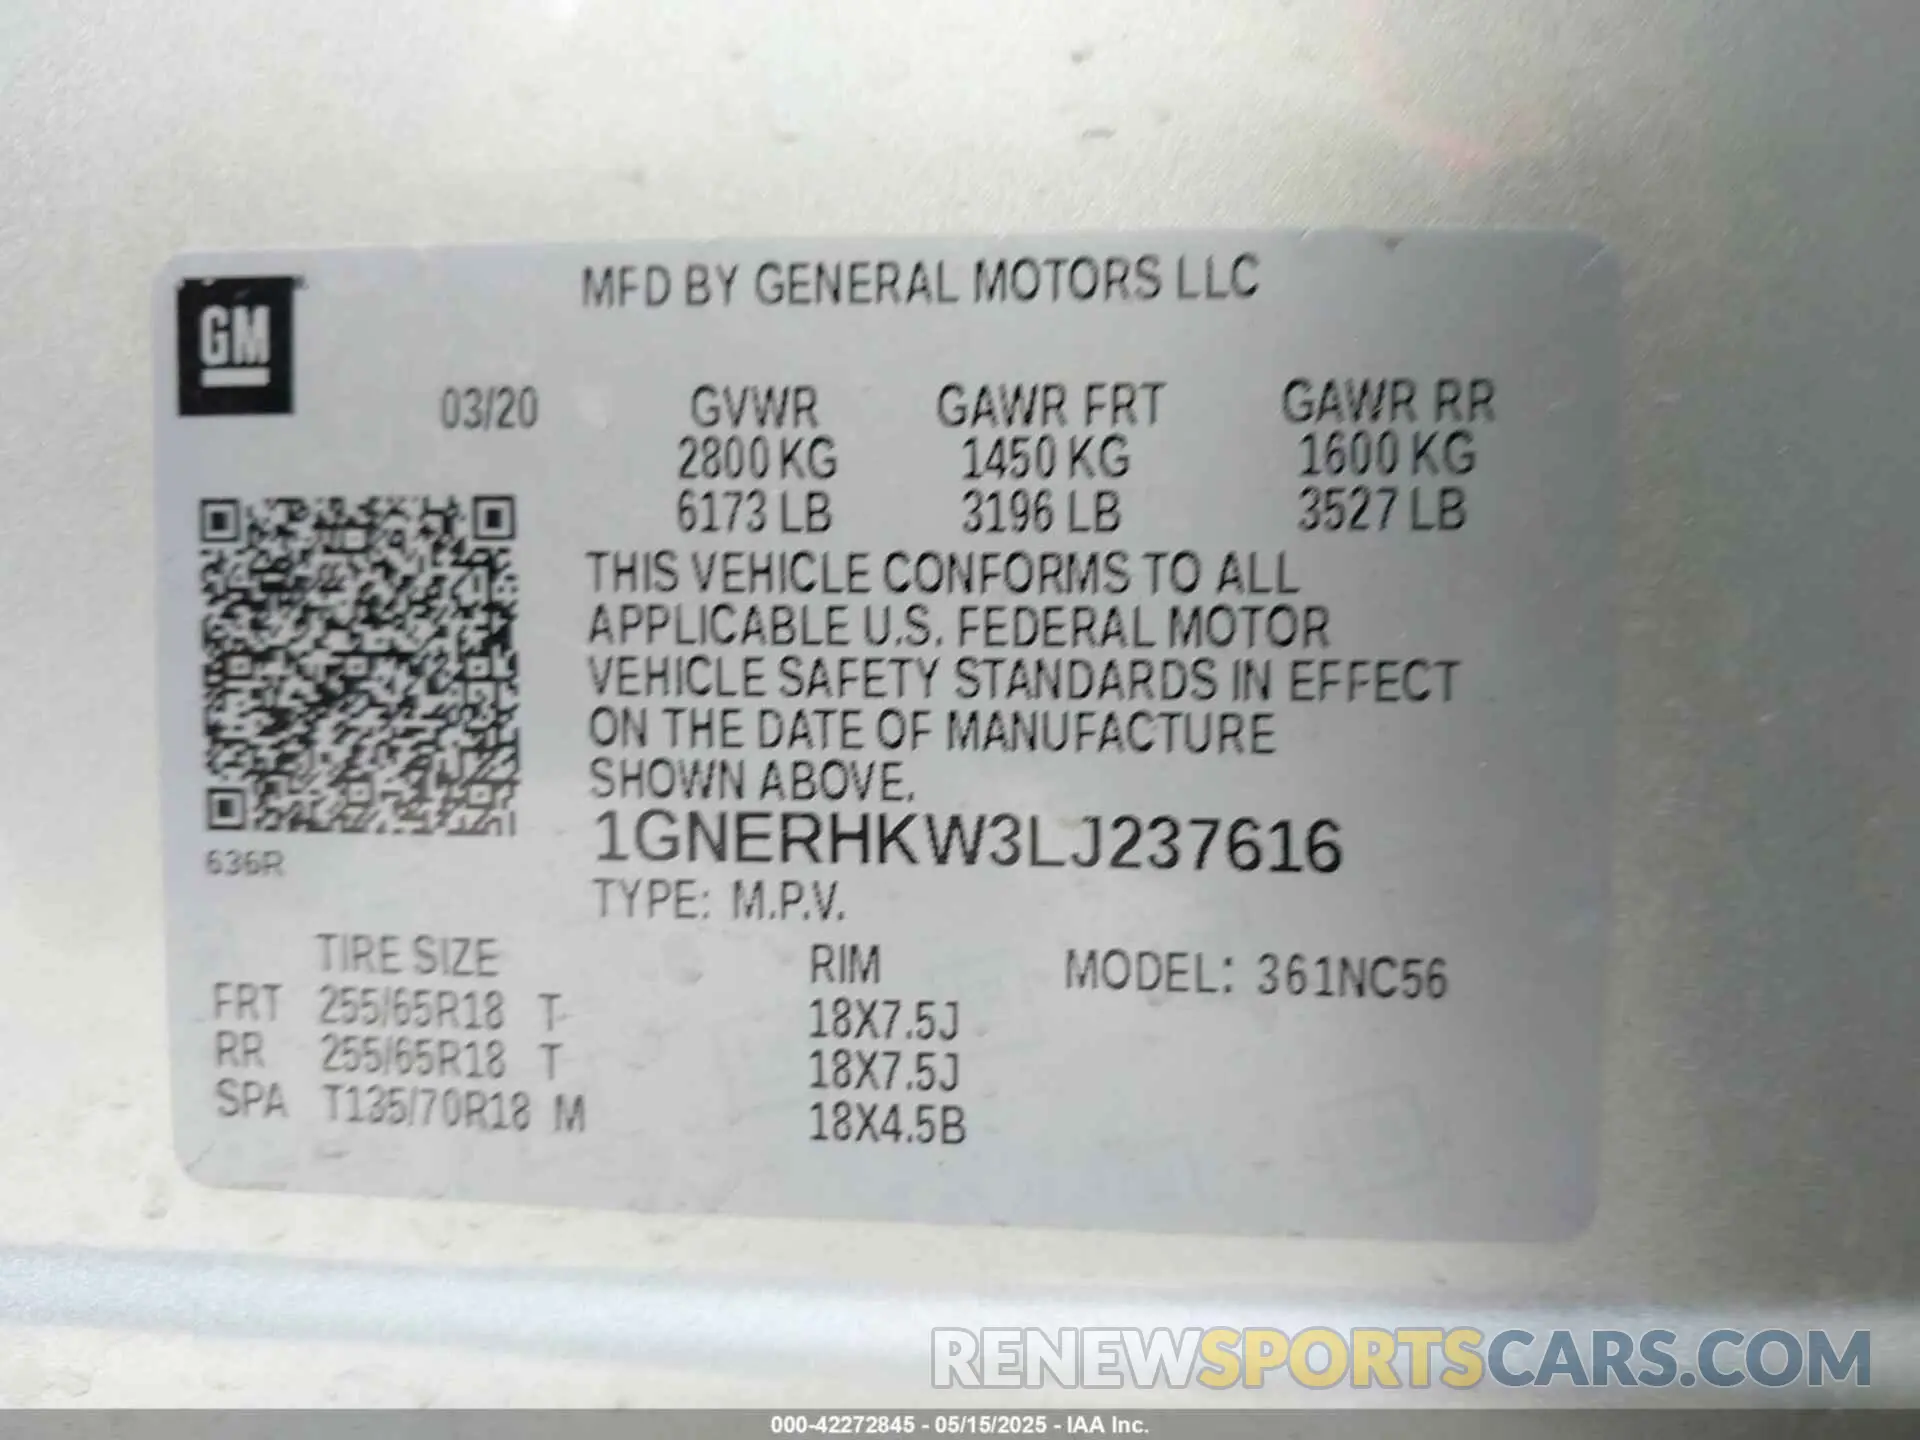 MFD BY GENERAL MOTORS LLC
GM
03/20 GVWR GAWR FRT GAWR RR
2800 KG 1450 KG 1600 KG
6173 LB 3196 LB 3527 LB
THIS VEHICLE CONFORMS TO ALL
APPLICABLE U.S. FEDERAL MOTOR
VEHICLE SAFETY STANDARDS IN EFFECT
ON THE DATE OF MANUFACTURE
SHOWN ABOVE.
1GNERHKW3LJ237616
636R
TYPE: M.P.V.
TIRE SIZE RIM MODEL: 361NC56
FRT 255/65R18 T 18X7.5J
RR 255/65R18 T 18X7.5J
SPA T135/70R18 M 18X4.5B
RENEWSPORTSCARS.COM
000-42272845 - 05/15/2025 - IAA Inc.